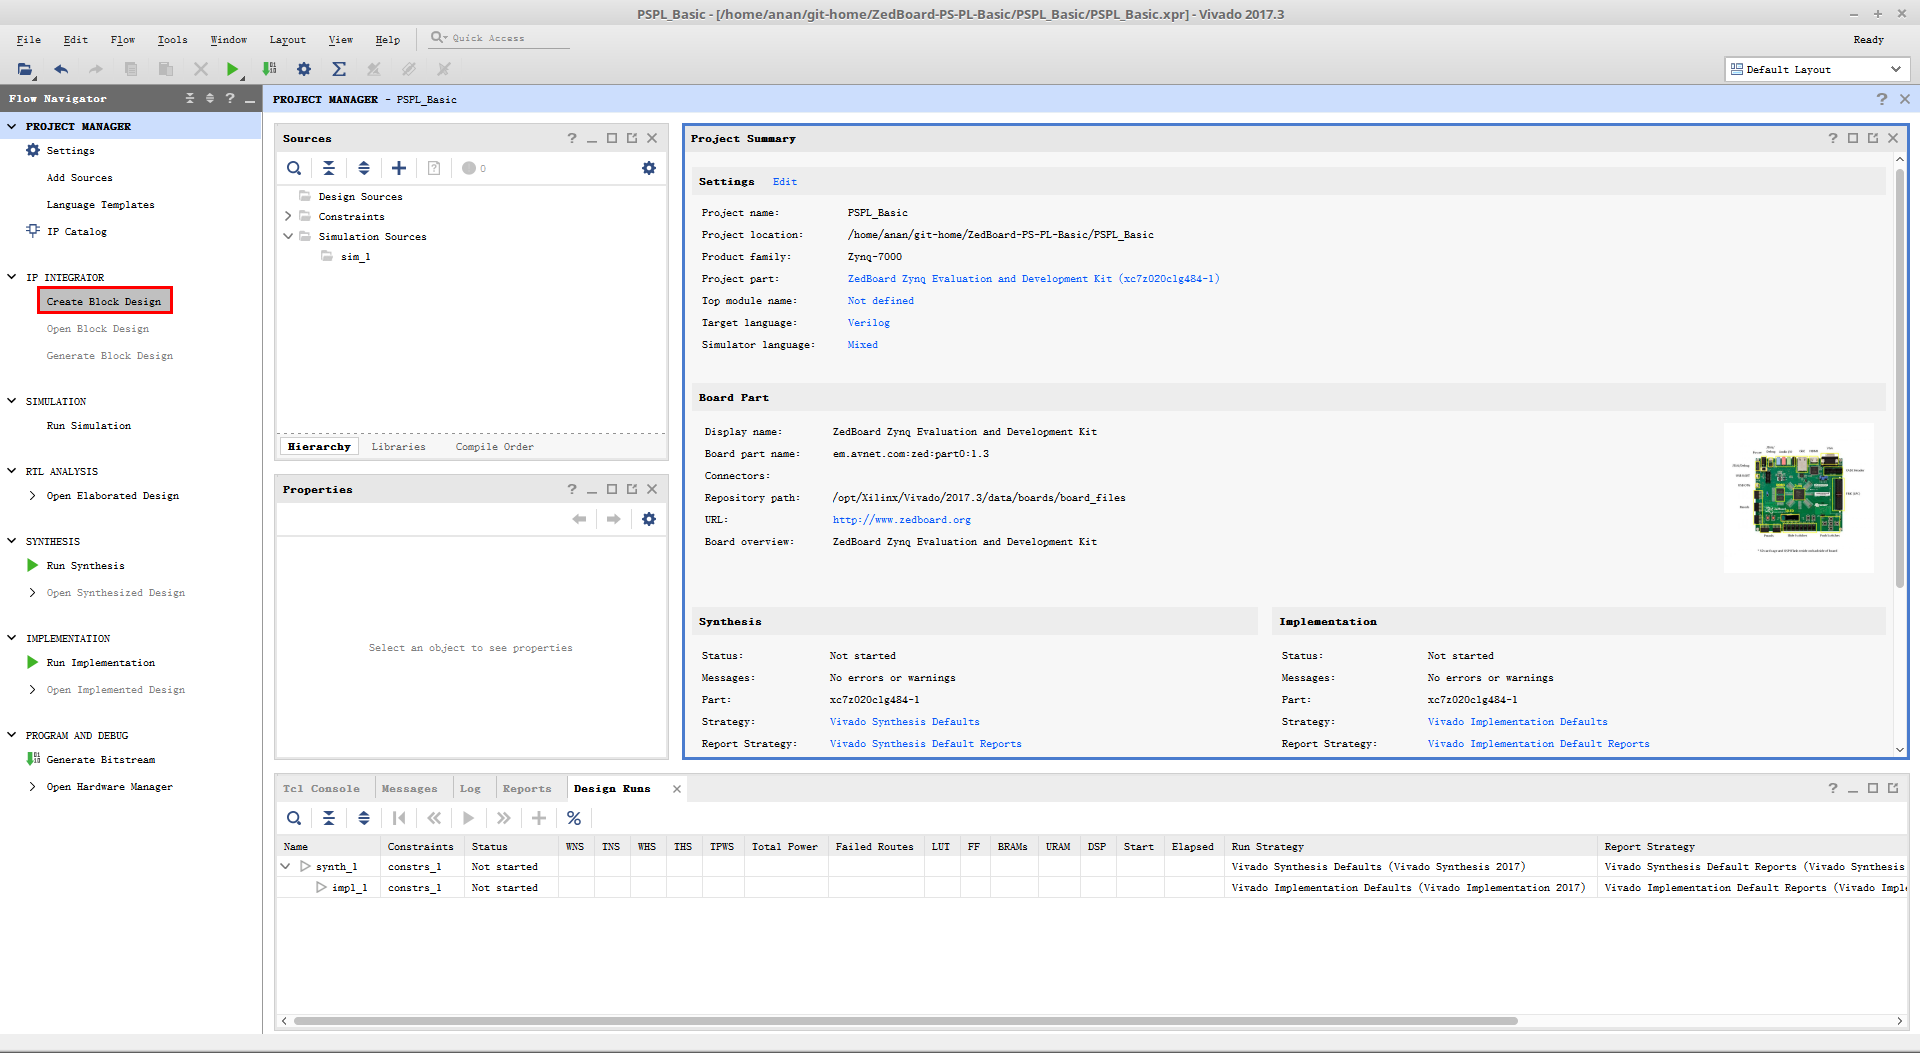 PSPL_Basic - [/home/anan/git-home/ZedBoard-PS-PL-Basic/PSPL_Basic/PSPL_Basic.xpr] - Vivado 2017.3
File Edit Flow Tools Window Layout View Help Quick Access
Ready
Default Layout
Flow Navigator
PROJECT MANAGER
Settings
Add Sources
Language Templates
IP Catalog
IP INTEGRATOR
Create Block Design
Open Block Design
Generate Block Design
SIMULATION
Run Simulation
RTL ANALYSIS
Open Elaborated Design
SYNTHESIS
Run Synthesis
Open Synthesized Design
IMPLEMENTATION
Run Implementation
Open Implemented Design
PROGRAM AND DEBUG
Generate Bitstream
Open Hardware Manager
PROJECT MANAGER - PSPL_Basic
Sources
0
Design Sources
Constraints
Simulation Sources
sim_1
Hierarchy Libraries Compile Order
Properties
Select an object to see properties
Project Summary
Settings Edit
Project name: PSPL_Basic
Project location: /home/anan/git-home/ZedBoard-PS-PL-Basic/PSPL_Basic
Product family: Zynq-7000
Project part: ZedBoard Zynq Evaluation and Development Kit (xc7z020clg484-1)
Top module name: Not defined
Target language: Verilog
Simulator language: Mixed
Board Part
Display name: ZedBoard Zynq Evaluation and Development Kit
Board part name: em.avnet.com:zed:part0:1.3
Connectors:
Repository path: /opt/Xilinx/Vivado/2017.3/data/boards/board_files
URL: http://www.zedboard.org
Board overview: ZedBoard Zynq Evaluation and Development Kit
Synthesis
Status: Not started
Messages: No errors or warnings
Part: xc7z020clg484-1
Strategy: Vivado Synthesis Defaults
Report Strategy: Vivado Synthesis Default Reports
Implementation
Status: Not started
Messages: No errors or warnings
Part: xc7z020clg484-1
Strategy: Vivado Implementation Defaults
Report Strategy: Vivado Implementation Default Reports
Tcl Console Messages Log Reports Design Runs
Name Constraints Status WNS TNS WHS THS TPWS Total Power Failed Routes LUT FF BRAMs URAM DSP Start Elapsed Run Strategy Report Strategy
synth_1 constrs_1 Not started Vivado Synthesis Defaults (Vivado Synthesis 2017) Vivado Synthesis Default Reports (Vivado Synthesis
impl_1 constrs_1 Not started Vivado Implementation Defaults (Vivado Implementation 2017) Vivado Implementation Default Reports (Vivado Impl